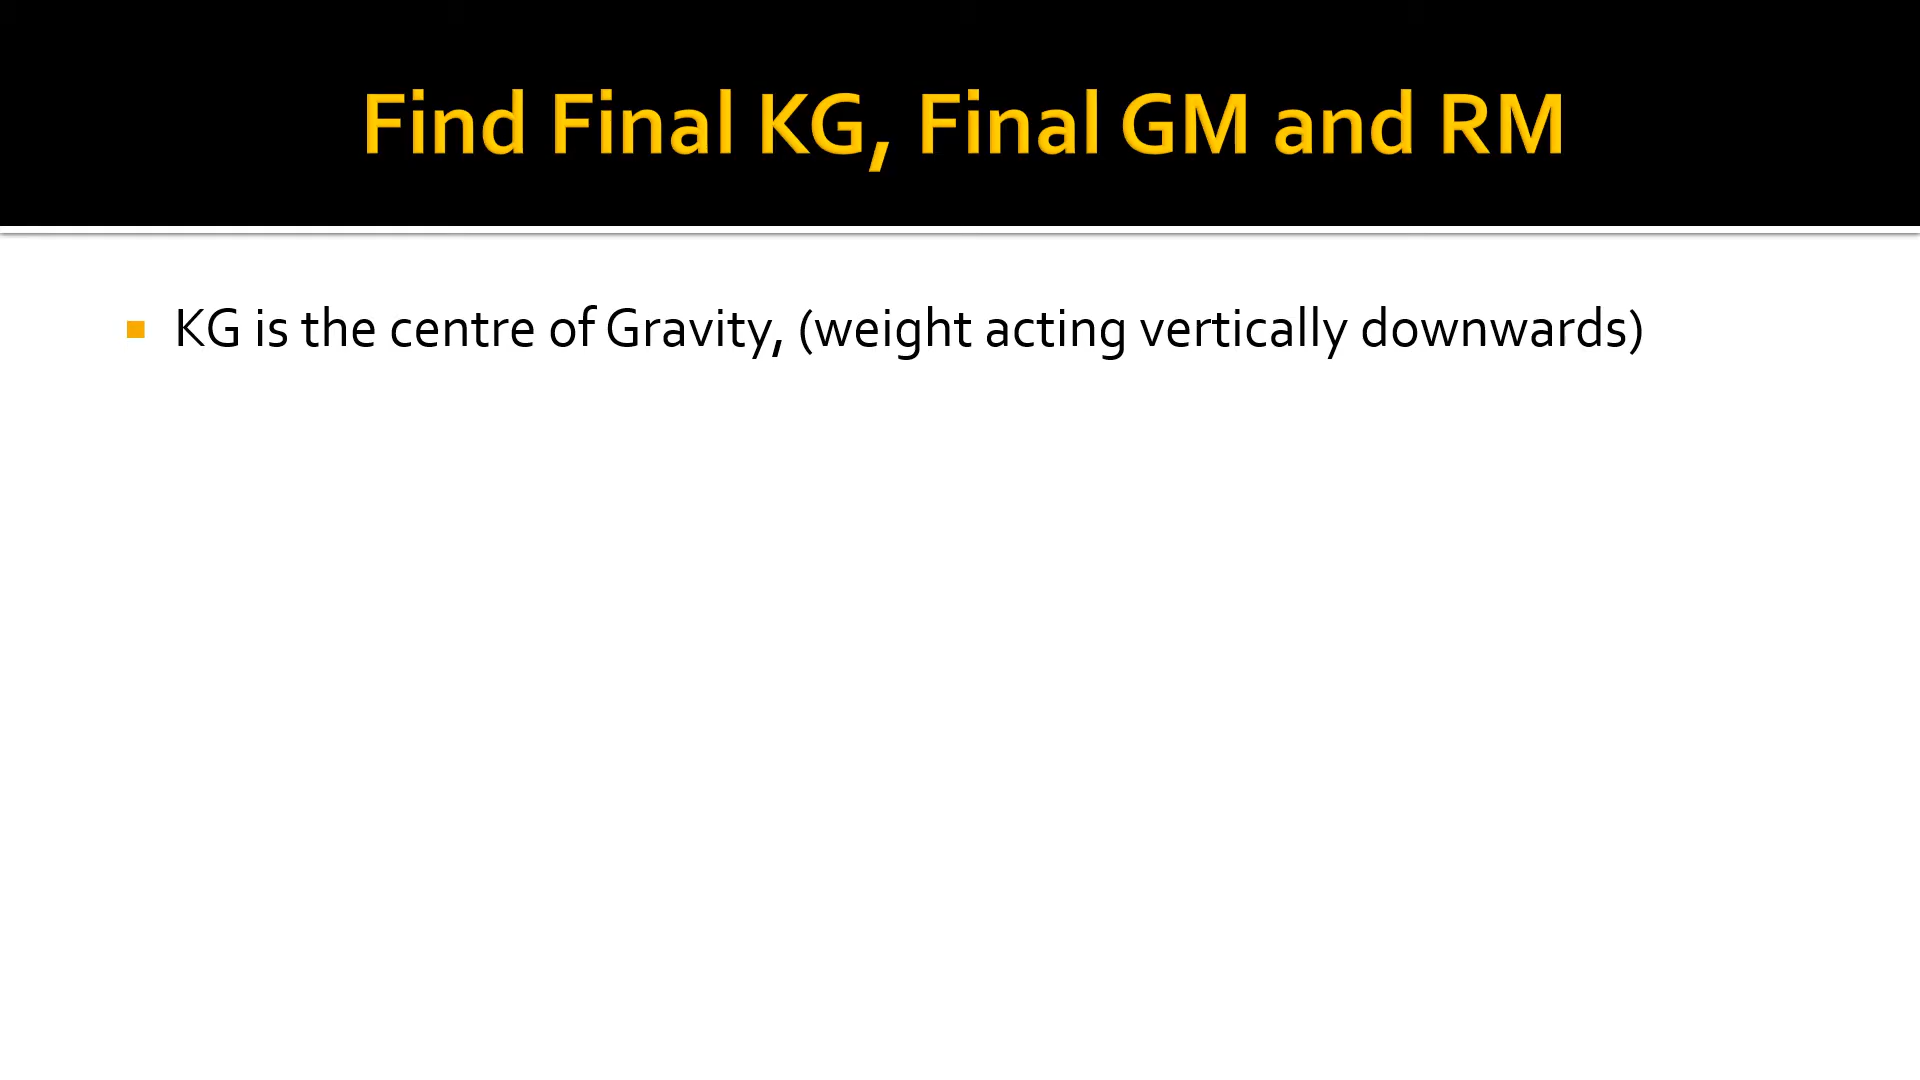 Find Final KG, Final GM and RM
KG is the centre of Gravity, (weight acting vertically downwards)